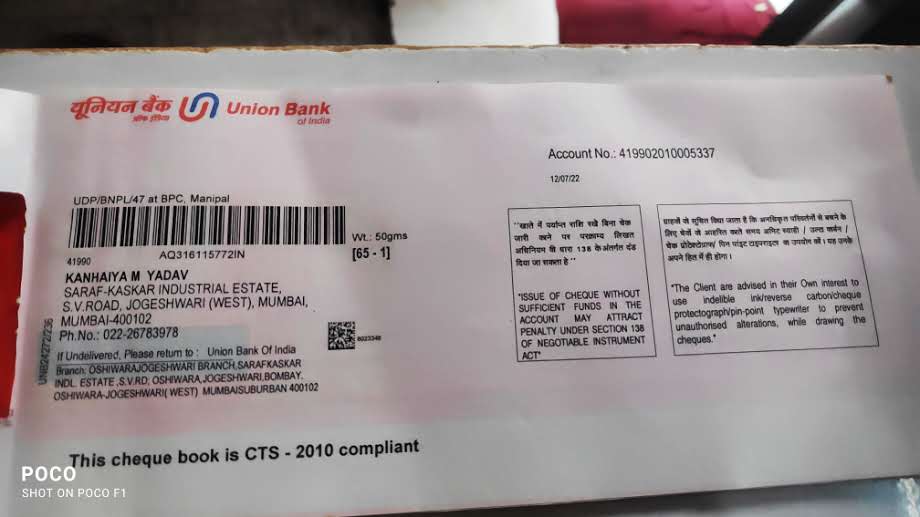 यूनियन बैंक
ऑफ इंडिया
Union Bank
of India
Account No.: 419902010005337
12/07/22
UDP/BNPL/47 at BPC, Manipal
Wt.: 50gms
AQ316115772IN
[65 - 1]
41990
KANHAIYA M YADAV
SARAF-KASKAR INDUSTRIAL ESTATE,
S.V.ROAD, JOGESHWARI (WEST), MUMBAI,
MUMBAI-400102
Ph.No.: 022-26783978
If Undelivered, Please return to : Union Bank Of India
Branch: OSHIWARAJOGESHWARI BRANCH,SARAFKASKAR
INDL. ESTATE ,S.V.RD, OSHIWARA,JOGESHWARI,BOMBAY.
OSHIWARA-JOGESHWARI( WEST) MUMBAISUBURBAN 400102
UNB24272/236
8023348
"खाते में पर्याप्त राशि रखे बिना चेक
जारी करने पर परक्राम्य लिखत
अधिनियम की धारा 138 के अंतर्गत दंड
दिया जा सकता है "
"ISSUE OF CHEQUE WITHOUT
SUFFICIENT FUNDS IN THE
ACCOUNT MAY ATTRACT
PENALTY UNDER SECTION 138
OF NEGOTIABLE INSTRUMENT
ACT"
ग्राहकों को सूचित किया जाता है कि अनधिकृत परिवर्तनों से बचने के
लिए चेकों को आहरित करते समय अमिट स्याही / उल्टा कार्बन /
चेक प्रोटेक्टोग्राफ/ पिन पॉइंट टाइपराइटर का उपयोग करें। यह उनके
अपने हित में ही होगा।
"The Client are advised in their Own interest to
use indelible ink/reverse carbon/cheque
protectograph/pin-point typewriter to prevent
unauthorised alterations, while drawing the
cheques."
This cheque book is CTS - 2010 compliant
POCO
SHOT ON POCO F1